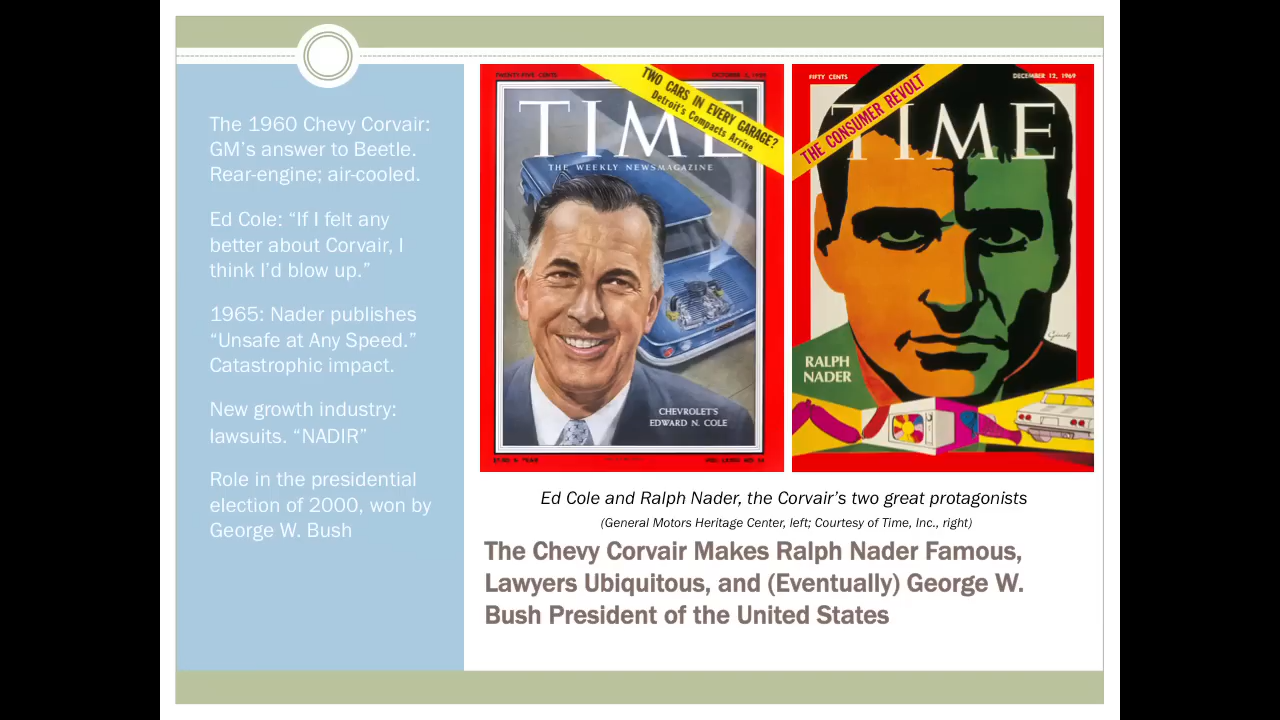 The 1960 Chevy Corvair:
GM’s answer to Beetle.
Rear-engine; air-cooled.
Ed Cole: “If I felt any
better about Corvair, I
think I’d blow up.”
1965: Nader publishes
“Unsafe at Any Speed.”
Catastrophic impact.
New growth industry:
lawsuits. “NADIR”
Role in the presidential
election of 2000, won by
George W. Bush
TWENTY-FIVE CENTS
TWO CARS IN EVERY GARAGE?
Detroit's Compacts Arrive
TIME
THE WEEKLY NEWSMAGAZINE
CHEVROLET'S
EDWARD N. COLE
FIFTY CENTS
DECEMBER 12, 1969
THE CONSUMER REVOLT
TIME
RALPH
NADER
Ed Cole and Ralph Nader, the Corvair’s two great protagonists
(General Motors Heritage Center, left; Courtesy of Time, Inc., right)
The Chevy Corvair Makes Ralph Nader Famous,
Lawyers Ubiquitous, and (Eventually) George W.
Bush President of the United States